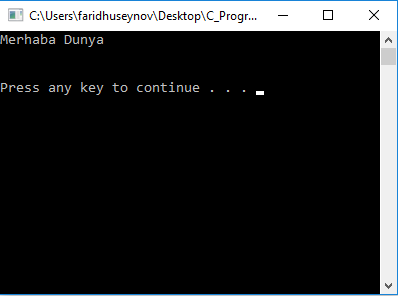 C:\Users\faridhuseynov\Desktop\C_Progr...
Merhaba Dunya
Press any key to continue . . .